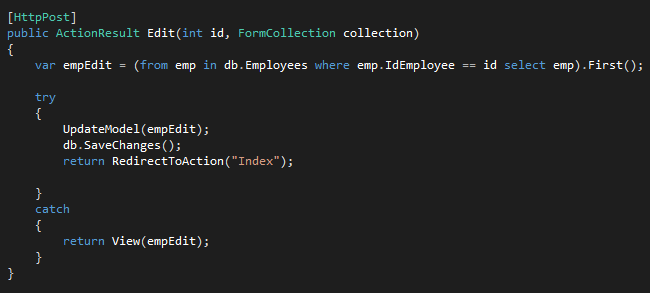 [HttpPost]
public ActionResult Edit(int id, FormCollection collection)
{
    var empEdit = (from emp in db.Employees where emp.IdEmployee == id select emp).First();

    try
    {
        UpdateModel(empEdit);
        db.SaveChanges();
        return RedirectToAction("Index");

    }
    catch
    {
        return View(empEdit);
    }
}